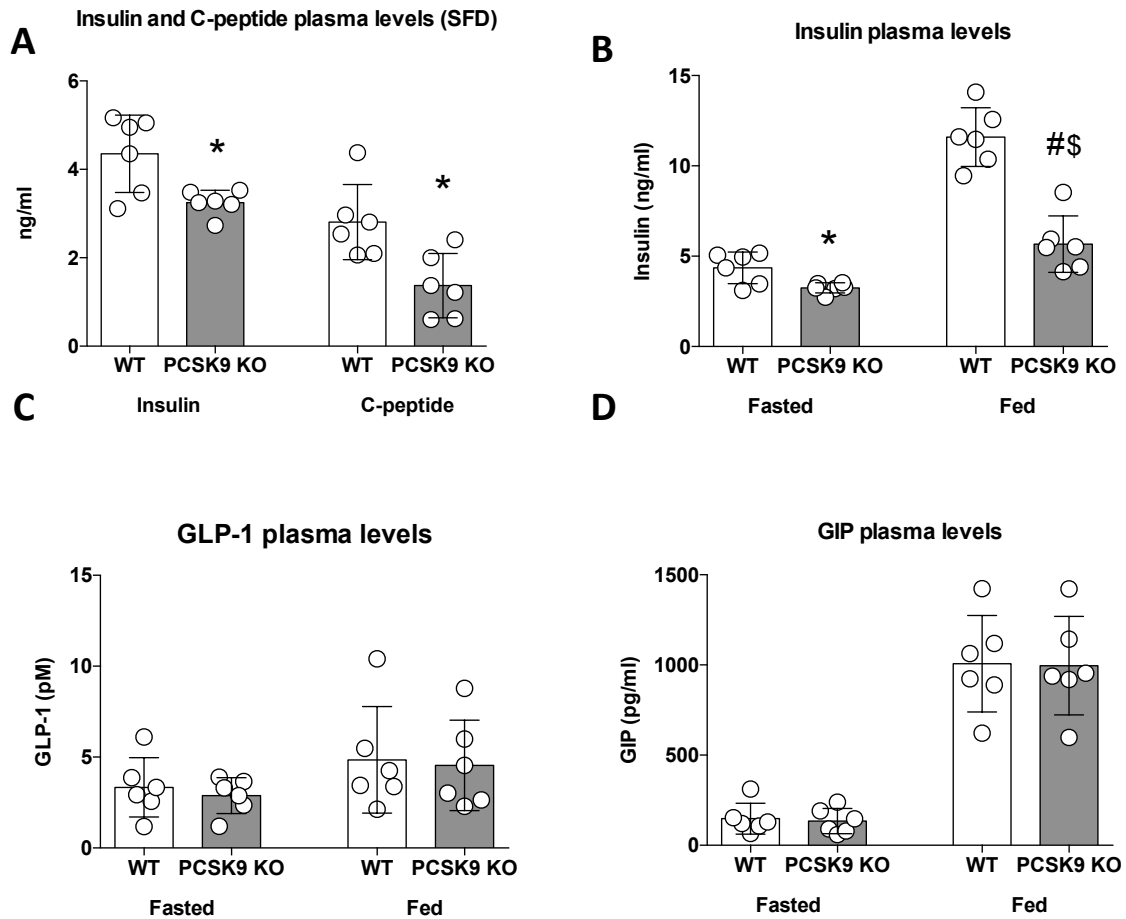 Insulin and C-peptide plasma levels (SFD)
A
ng/ml
6
4
2
0
*
*
WT PCSK9 KO WT PCSK9 KO
Insulin C-peptide
B
Insulin plasma levels
Insulin (ng/ml)
15
10
5
0
*
#$
WT PCSK9 KO WT PCSK9 KO
Fasted Fed
C
GLP-1 plasma levels
GLP-1 (pM)
15
10
5
0
WT PCSK9 KO WT PCSK9 KO
Fasted Fed
D
GIP plasma levels
GIP (pg/ml)
1500
1000
500
0
WT PCSK9 KO WT PCSK9 KO
Fasted Fed